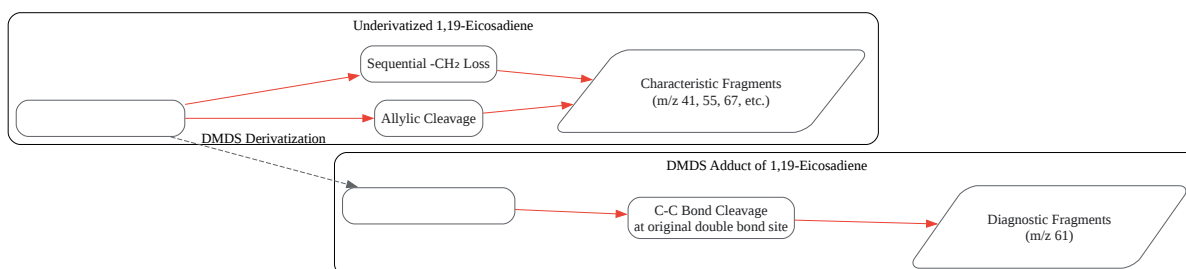 Underivatized 1,19-Eicosadiene
Sequential -CH₂ Loss
Characteristic Fragments
(m/z 41, 55, 67, etc.)
Allylic Cleavage
DMDS Derivatization
DMDS Adduct of 1,19-Eicosadiene
C-C Bond Cleavage
at original double bond site
Diagnostic Fragments
(m/z 61)